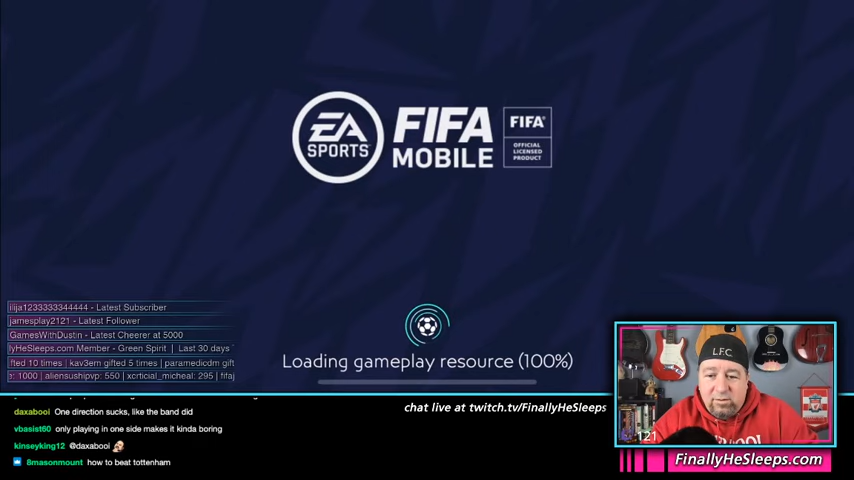 EA
SPORTS
FIFA
MOBILE
FIFA
OFFICIAL
LICENSED
PRODUCT
Loading gameplay resource (100%)
ilija1233333344444 - Latest Subscriber
jamesplay2121 - Latest Follower
GamesWithDustin - Latest Cheerer at 5000
lyHeSleeps.com Member - Green Spirit | Last 30 days
fted 10 times | kav3em gifted 5 times | paramedicdm gift
: 1000 | aliensushipvp: 550 | xcrticial_micheal: 295 | fifaj
daxabooi One direction sucks, like the band did
vbasist60 only playing in one side makes it kinda boring
kinseyking12 @daxabooi
8masonmount how to beat tottenham
chat live at twitch.tv/FinallyHeSleeps
L.F.C
121
FinallyHeSleeps.com